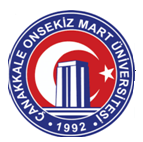 ÇANAKKALE ONSEKİZ MART ÜNİVERSİTESİ
• 1992 •